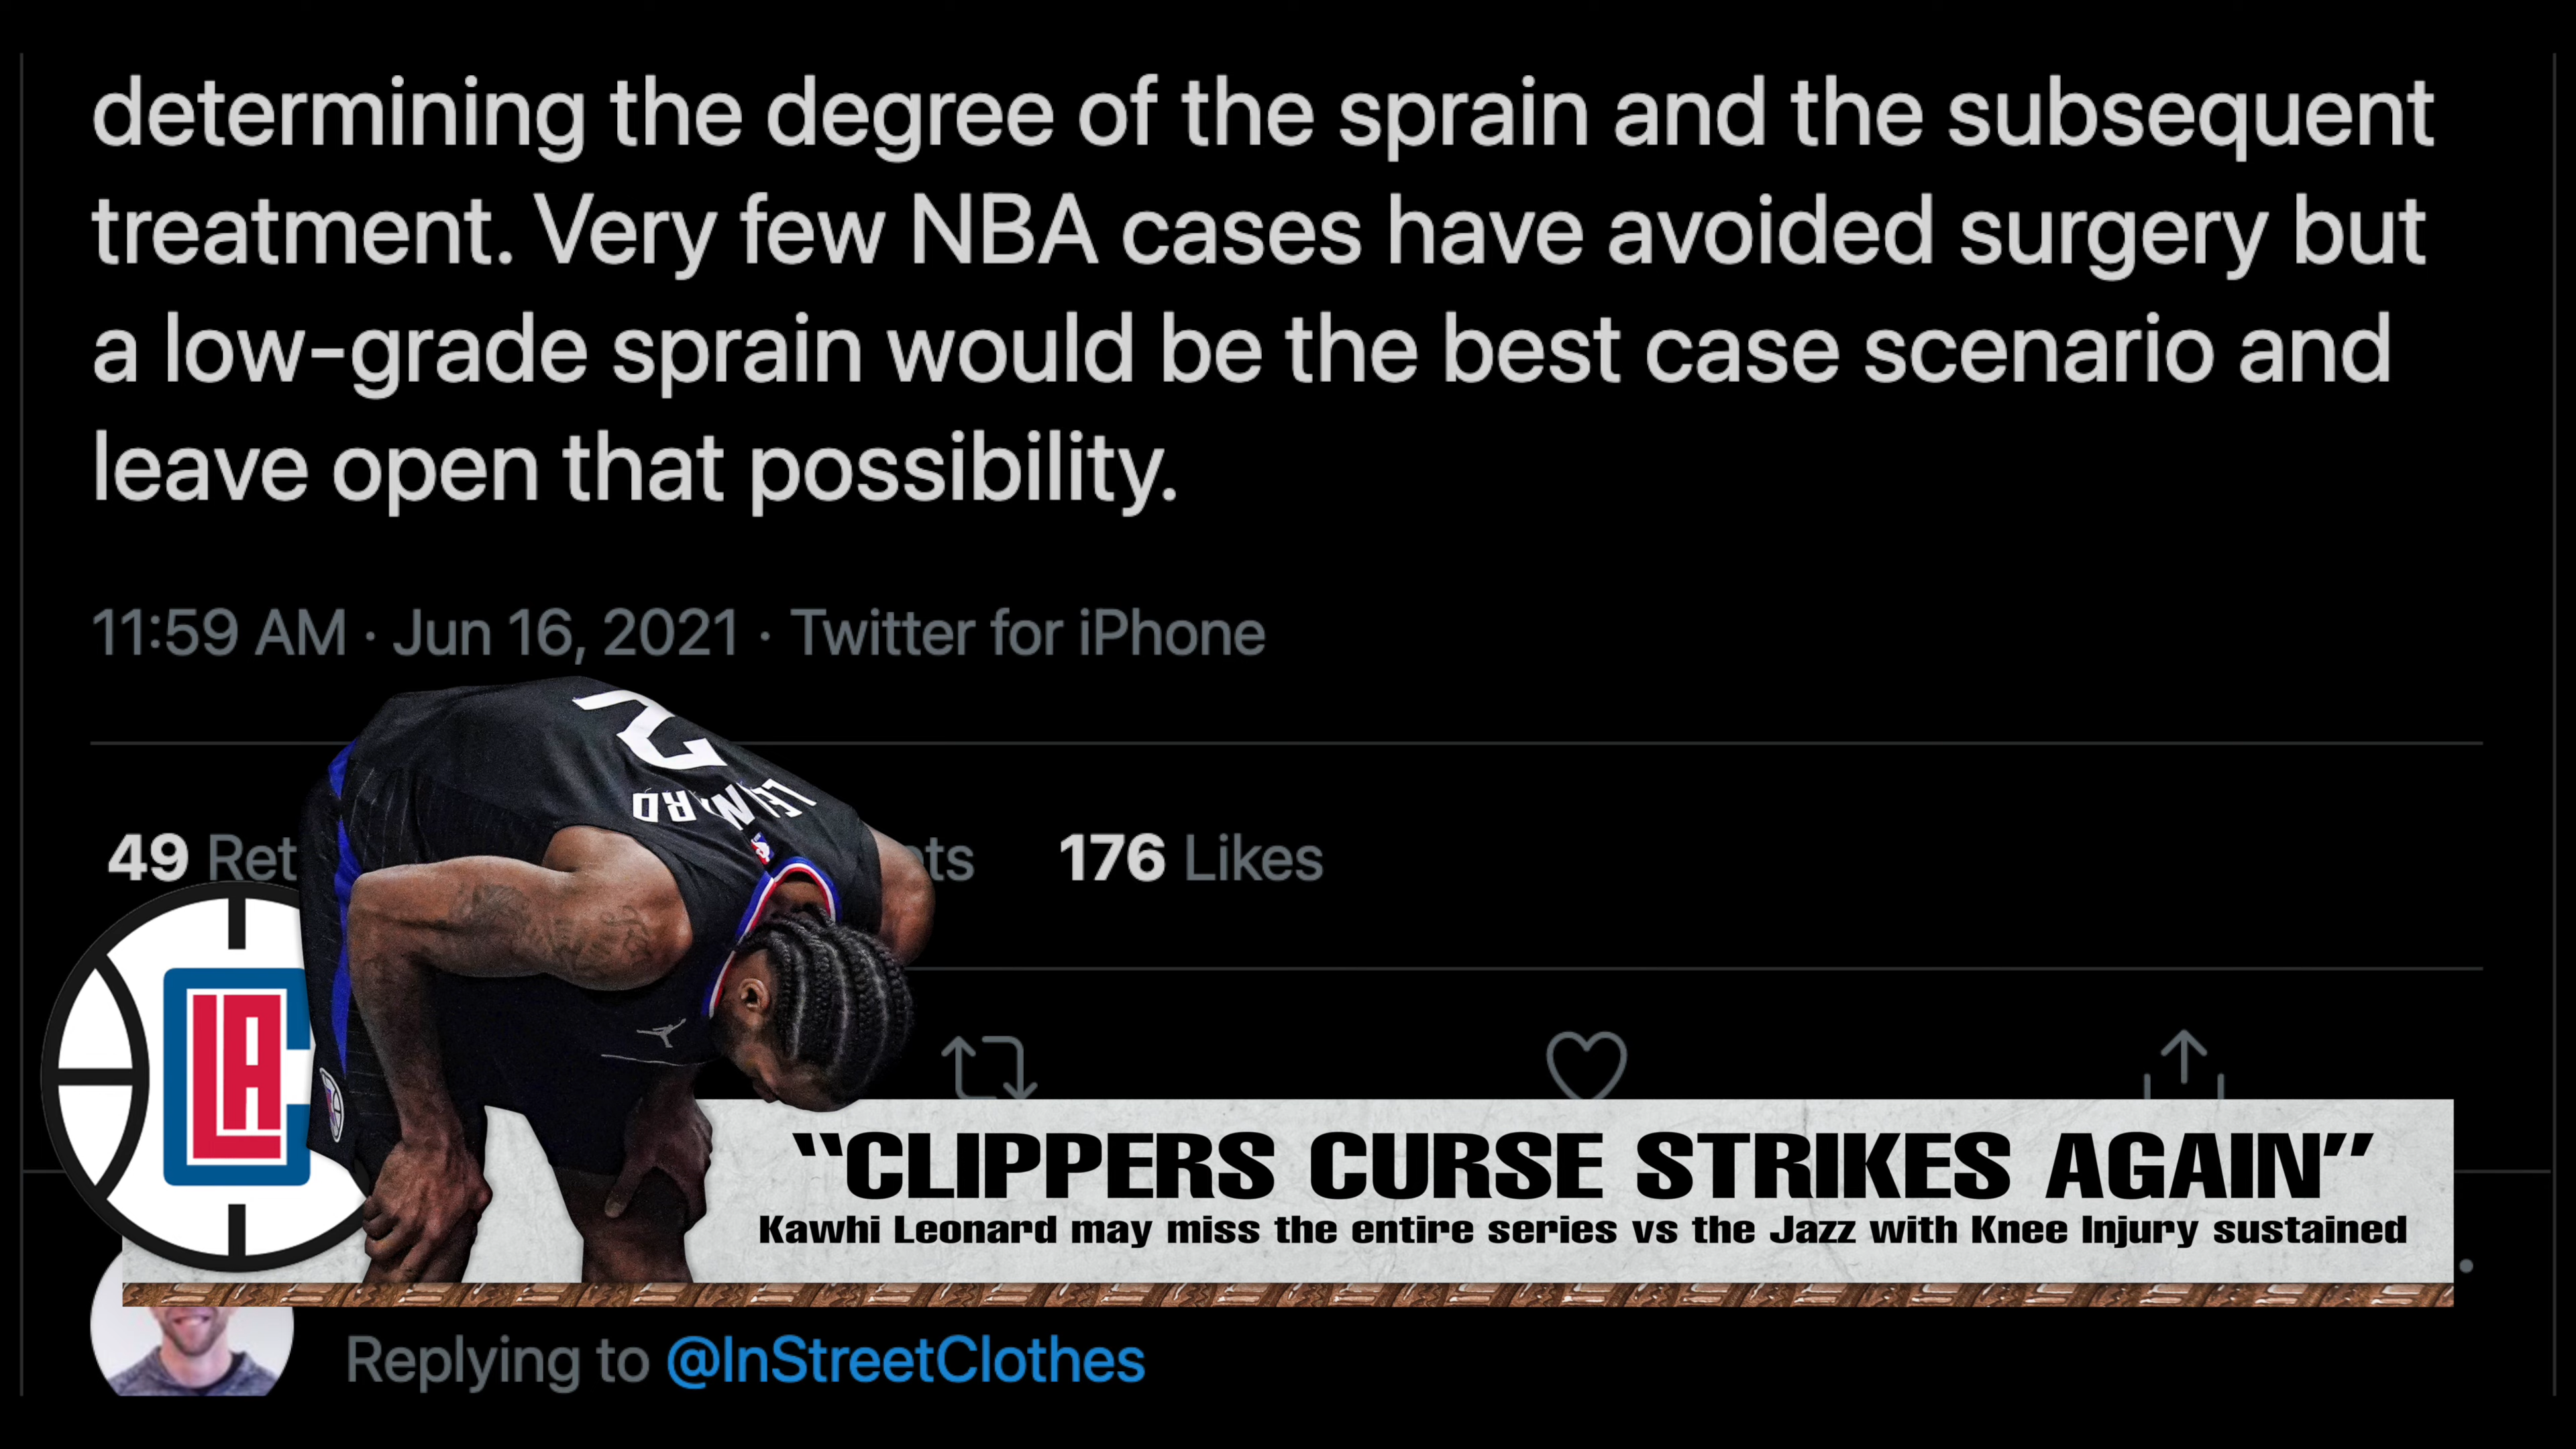 determining the degree of the sprain and the subsequent
treatment. Very few NBA cases have avoided surgery but
a low-grade sprain would be the best case scenario and
leave open that possibility.
11:59 AM · Jun 16, 2021 · Twitter for iPhone
2
49 176 Likes
LA
"CLIPPERS CURSE STRIKES AGAIN"
Kawhi Leonard may miss the entire series vs the Jazz with Knee Injury sustained
Replying to @InStreetClothes